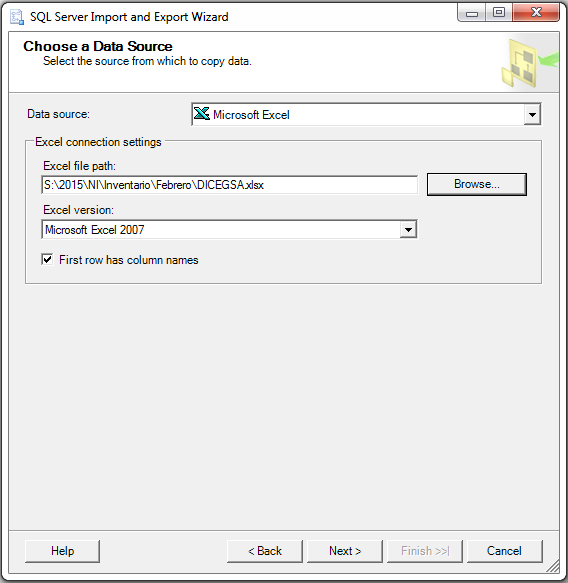 SQL Server Import and Export Wizard
Choose a Data Source
Select the source from which to copy data.
Data source:
Microsoft Excel
Excel connection settings
Excel file path:
S:\2015\NI\Inventario\Febrero\DICEGSA.xlsx
Browse...
Excel version:
Microsoft Excel 2007
First row has column names
Help
< Back
Next >
Finish >>|
Cancel